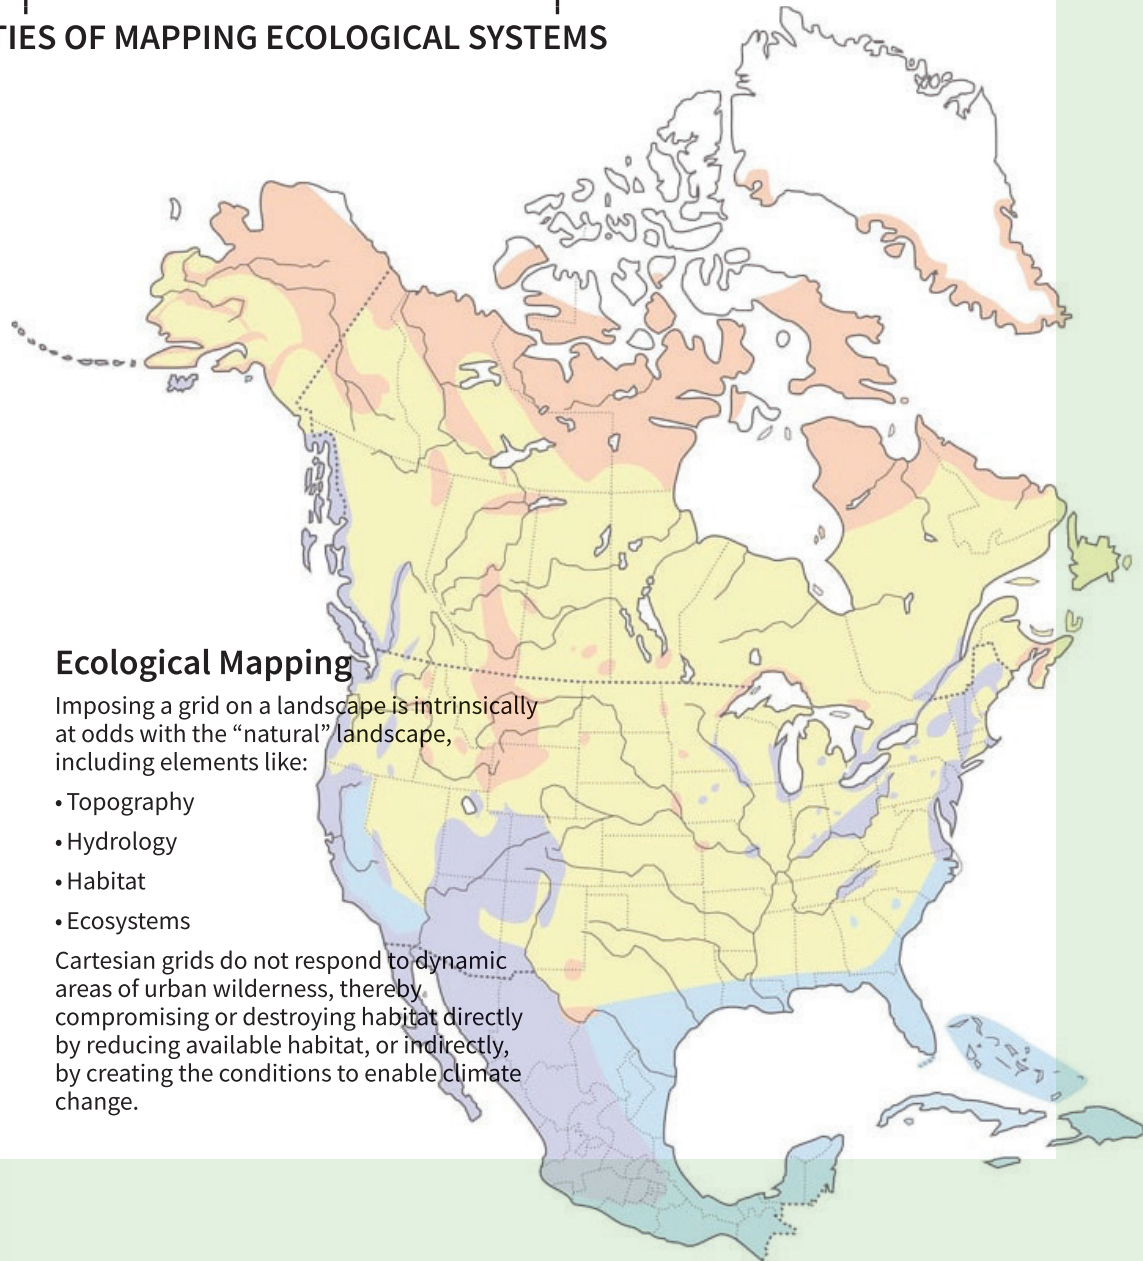 TIES OF MAPPING ECOLOGICAL SYSTEMS
Ecological Mapping
Imposing a grid on a landscape is intrinsically
at odds with the “natural” landscape,
including elements like:
• Topography
• Hydrology
• Habitat
• Ecosystems
Cartesian grids do not respond to dynamic
areas of urban wilderness, thereby
compromising or destroying habitat directly
by reducing available habitat, or indirectly,
by creating the conditions to enable climate
change.